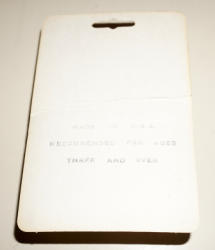 MADE IN U.S.A.
RECOMMENDED FOR AGES
THREE AND OVER